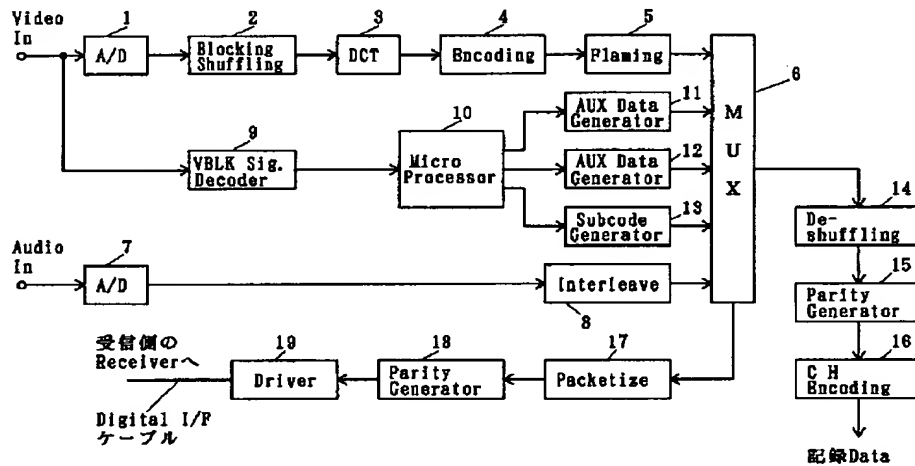 Video
In
1
A/D
2
Blocking
Shuffling
3
DCT
4
Encoding
5
Flaming
6
MUX
9
VBLK Sig.
Decoder
10
Micro
Processor
11
AUX Data
Generator
12
AUX Data
Generator
13
Subcode
Generator
Audio
In
7
A/D
Interleave
8
14
De-
shuffling
15
Parity
Generator
16
C H
Encoding
記録Data
17
Packetize
18
Parity
Generator
19
Driver
受信側の
Receiverへ
Digital I/F
ケーブル